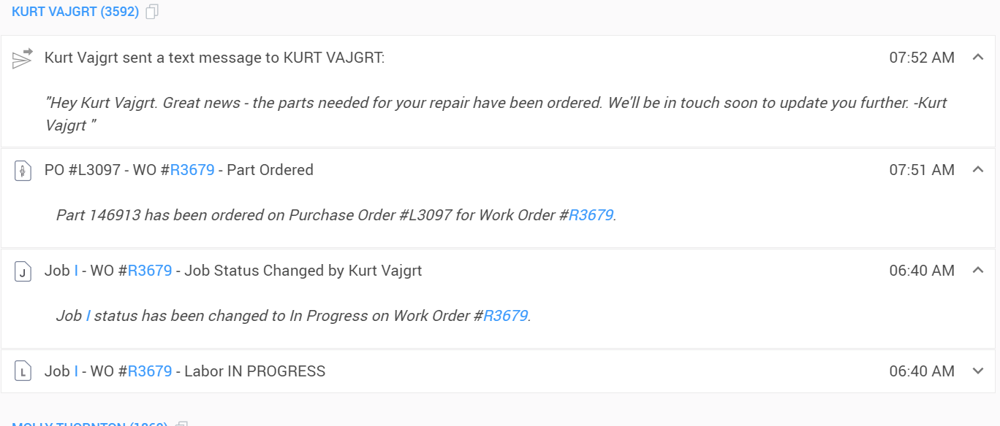 KURT VAJGRT (3592)
Kurt Vajgrt sent a text message to KURT VAJGRT: 07:52 AM
"Hey Kurt Vajgrt. Great news - the parts needed for your repair have been ordered. We'll be in touch soon to update you further. -Kurt
Vajgrt "
PO #L3097 - WO #R3679 - Part Ordered 07:51 AM
Part 146913 has been ordered on Purchase Order #L3097 for Work Order #R3679.
J Job I - WO #R3679 - Job Status Changed by Kurt Vajgrt 06:40 AM
Job I status has been changed to In Progress on Work Order #R3679.
L Job I - WO #R3679 - Labor IN PROGRESS 06:40 AM
MOLLY THORNTON (1860)